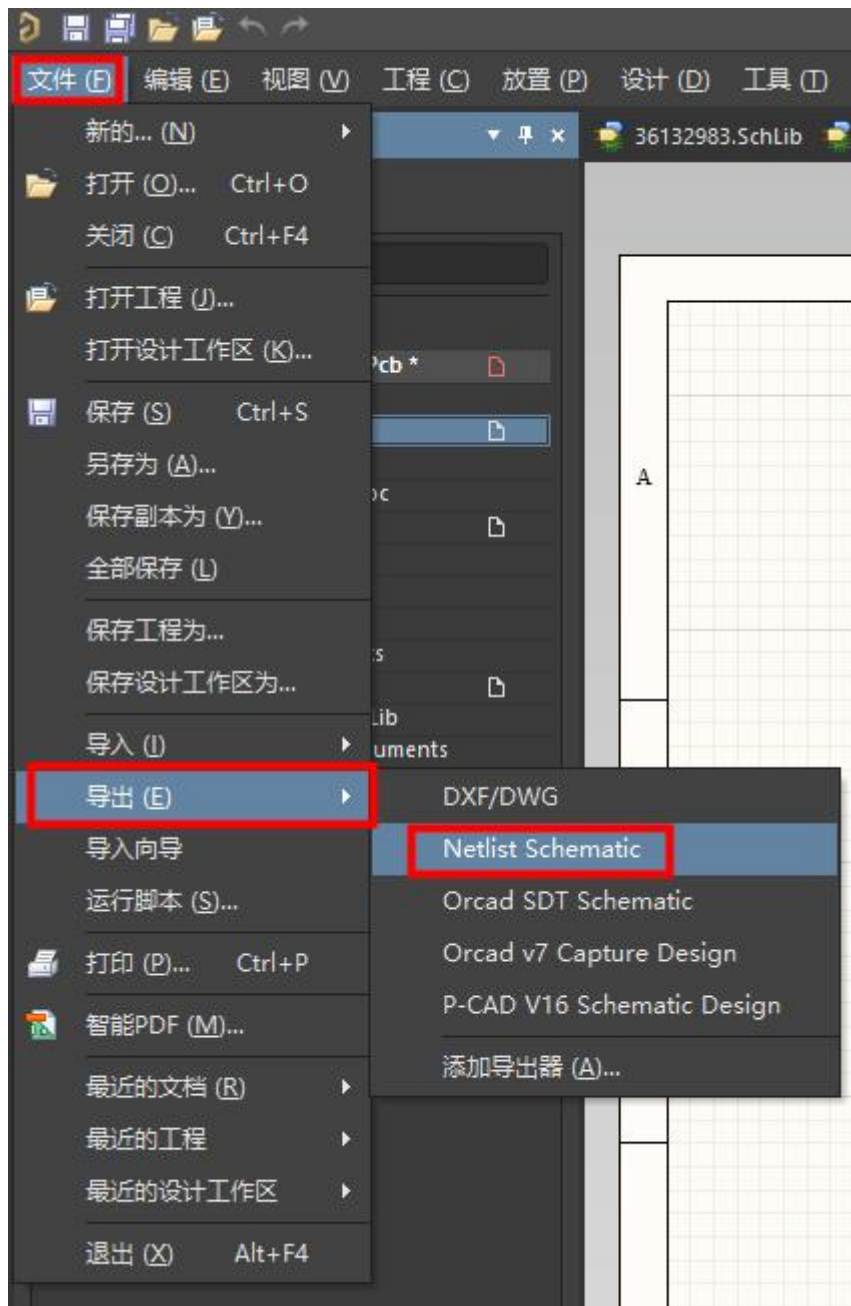 文件 (F) 编辑 (E) 视图 (V) 工程 (C) 放置 (P) 设计 (D) 工具 (T)
新的... (N)
36132983.SchLib
打开 (O)... Ctrl+O
关闭 (C) Ctrl+F4
打开工程 (J)...
打开设计工作区 (K)...
Pcb *
保存 (S) Ctrl+S
另存为 (A)...
A
保存副本为 (Y)...
全部保存 (L)
保存工程为...
保存设计工作区为...
Lib
导入 (I)
uments
导出 (E)
DXF/DWG
导入向导
Netlist Schematic
运行脚本 (S)...
Orcad SDT Schematic
打印 (P)... Ctrl+P
Orcad v7 Capture Design
P-CAD V16 Schematic Design
智能PDF (M)...
添加导出器 (A)...
最近的文档 (R)
最近的工程
最近的设计工作区
退出 (X) Alt+F4